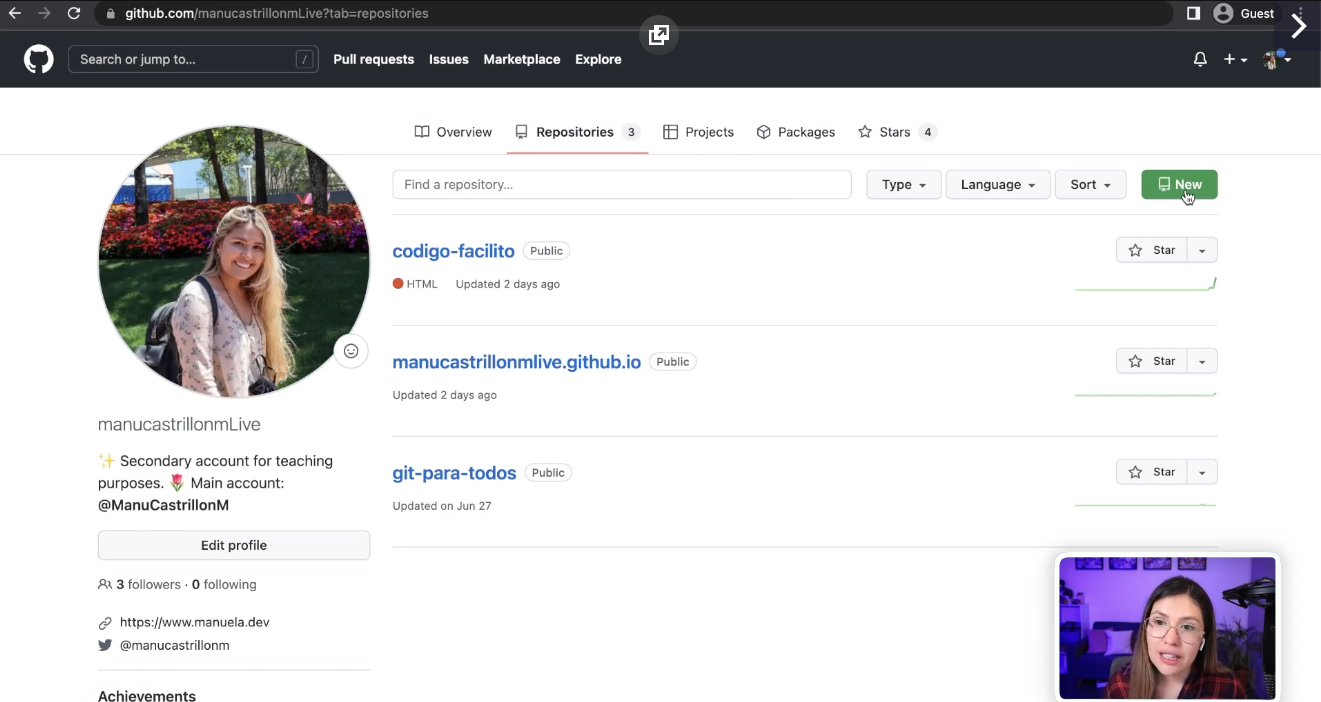 github.com/manucastrillonmLive?tab=repositories
Guest
Search or jump to...
/
Pull requests
Issues
Marketplace
Explore
Overview
Repositories 3
Projects
Packages
Stars 4
Find a repository...
Type
Language
Sort
New
codigo-facilito
Public
Star
HTML
Updated 2 days ago
manucastrillonmlive.github.io
Public
Star
Updated 2 days ago
git-para-todos
Public
Star
Updated on Jun 27
manucastrillonmLive
✨ Secondary account for teaching
purposes. 🌷 Main account:
@ManuCastrillonM
Edit profile
3 followers · 0 following
https://www.manuela.dev
@manucastrillonm
Achievements